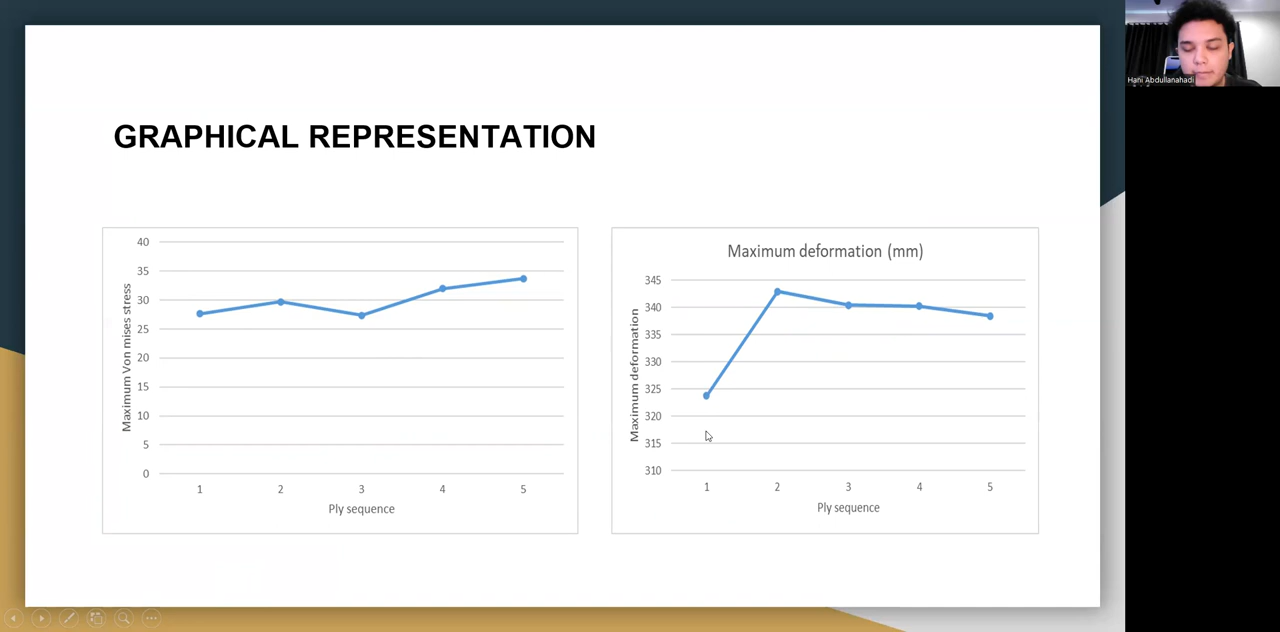 Hani Abdullanahadi
GRAPHICAL REPRESENTATION
Maximum Von mises stress
40
35
30
25
20
15
10
5
0
1 2 3 4 5
Ply sequence
Maximum deformation (mm)
Maximum deformation
345
340
335
330
325
320
315
310
1 2 3 4 5
Ply sequence